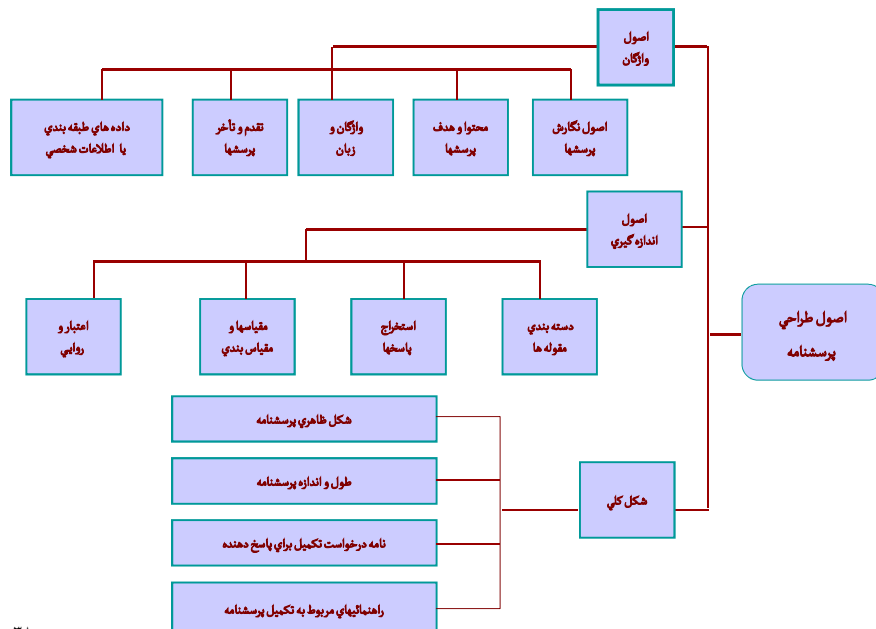 اصول
واژگان
اصول نگارش
پرسشها
محتوا و هدف
پرسشها
واژگان و
زبان
تقدم و تأخر
پرسشها
داده هاي طبقه بندي
يا اطلاعات شخصي
اصول
اندازه گيري
دسته بندي
مقوله ها
استخراج
پاسخها
مقياسها و
مقياس بندي
اعتبار و
روايي
اصول طراحي
پرسشنامه
شكل كلي
شكل ظاهري پرسشنامه
طول و اندازه پرسشنامه
نامه درخواست تكميل براي پاسخ دهنده
راهنمائيهاي مربوط به تكميل پرسشنامه